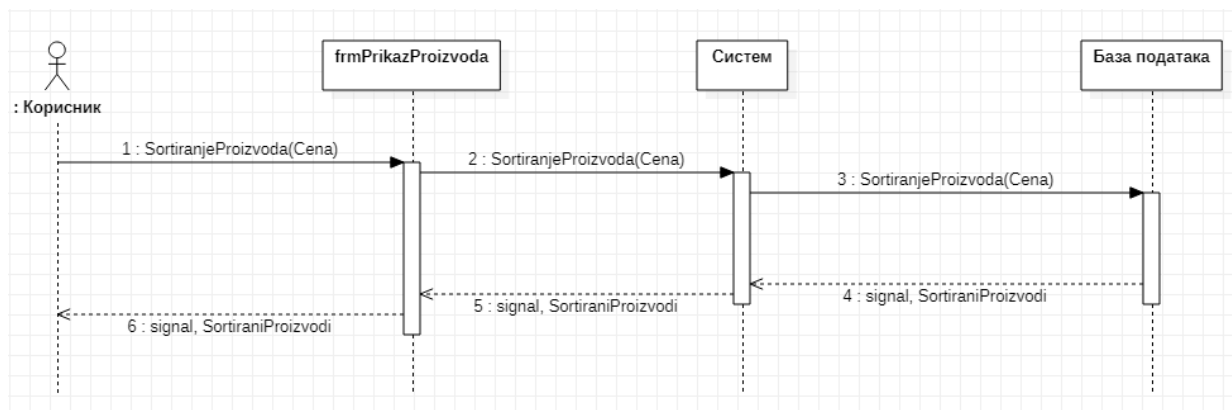 frmPrikazProizvoda
Систем
База података
: Корисник
1 : SortiranjeProizvoda(Cena)
2 : SortiranjeProizvoda(Cena)
3 : SortiranjeProizvoda(Cena)
4 : signal, SortiraniProizvodi
5 : signal, SortiraniProizvodi
6 : signal, SortiraniProizvodi